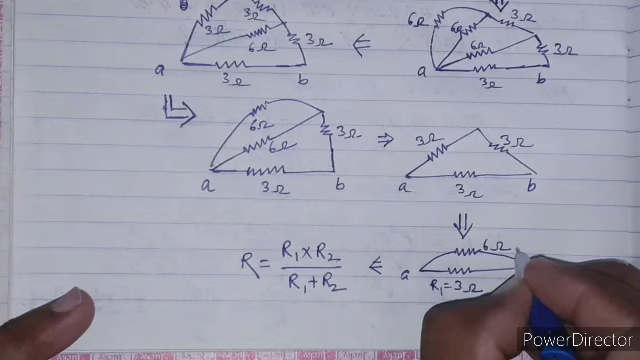 3Ω 3Ω 6Ω 3Ω 3Ω a b
⇐
6Ω 6Ω 3Ω 6Ω 3Ω 3Ω a b
6Ω 6Ω 3Ω 3Ω a b
⇒
3Ω 3Ω 3Ω a b
6Ω
a R₁=3Ω
⇐
R = R₁×R₂ / R₁+R₂
PowerDirector